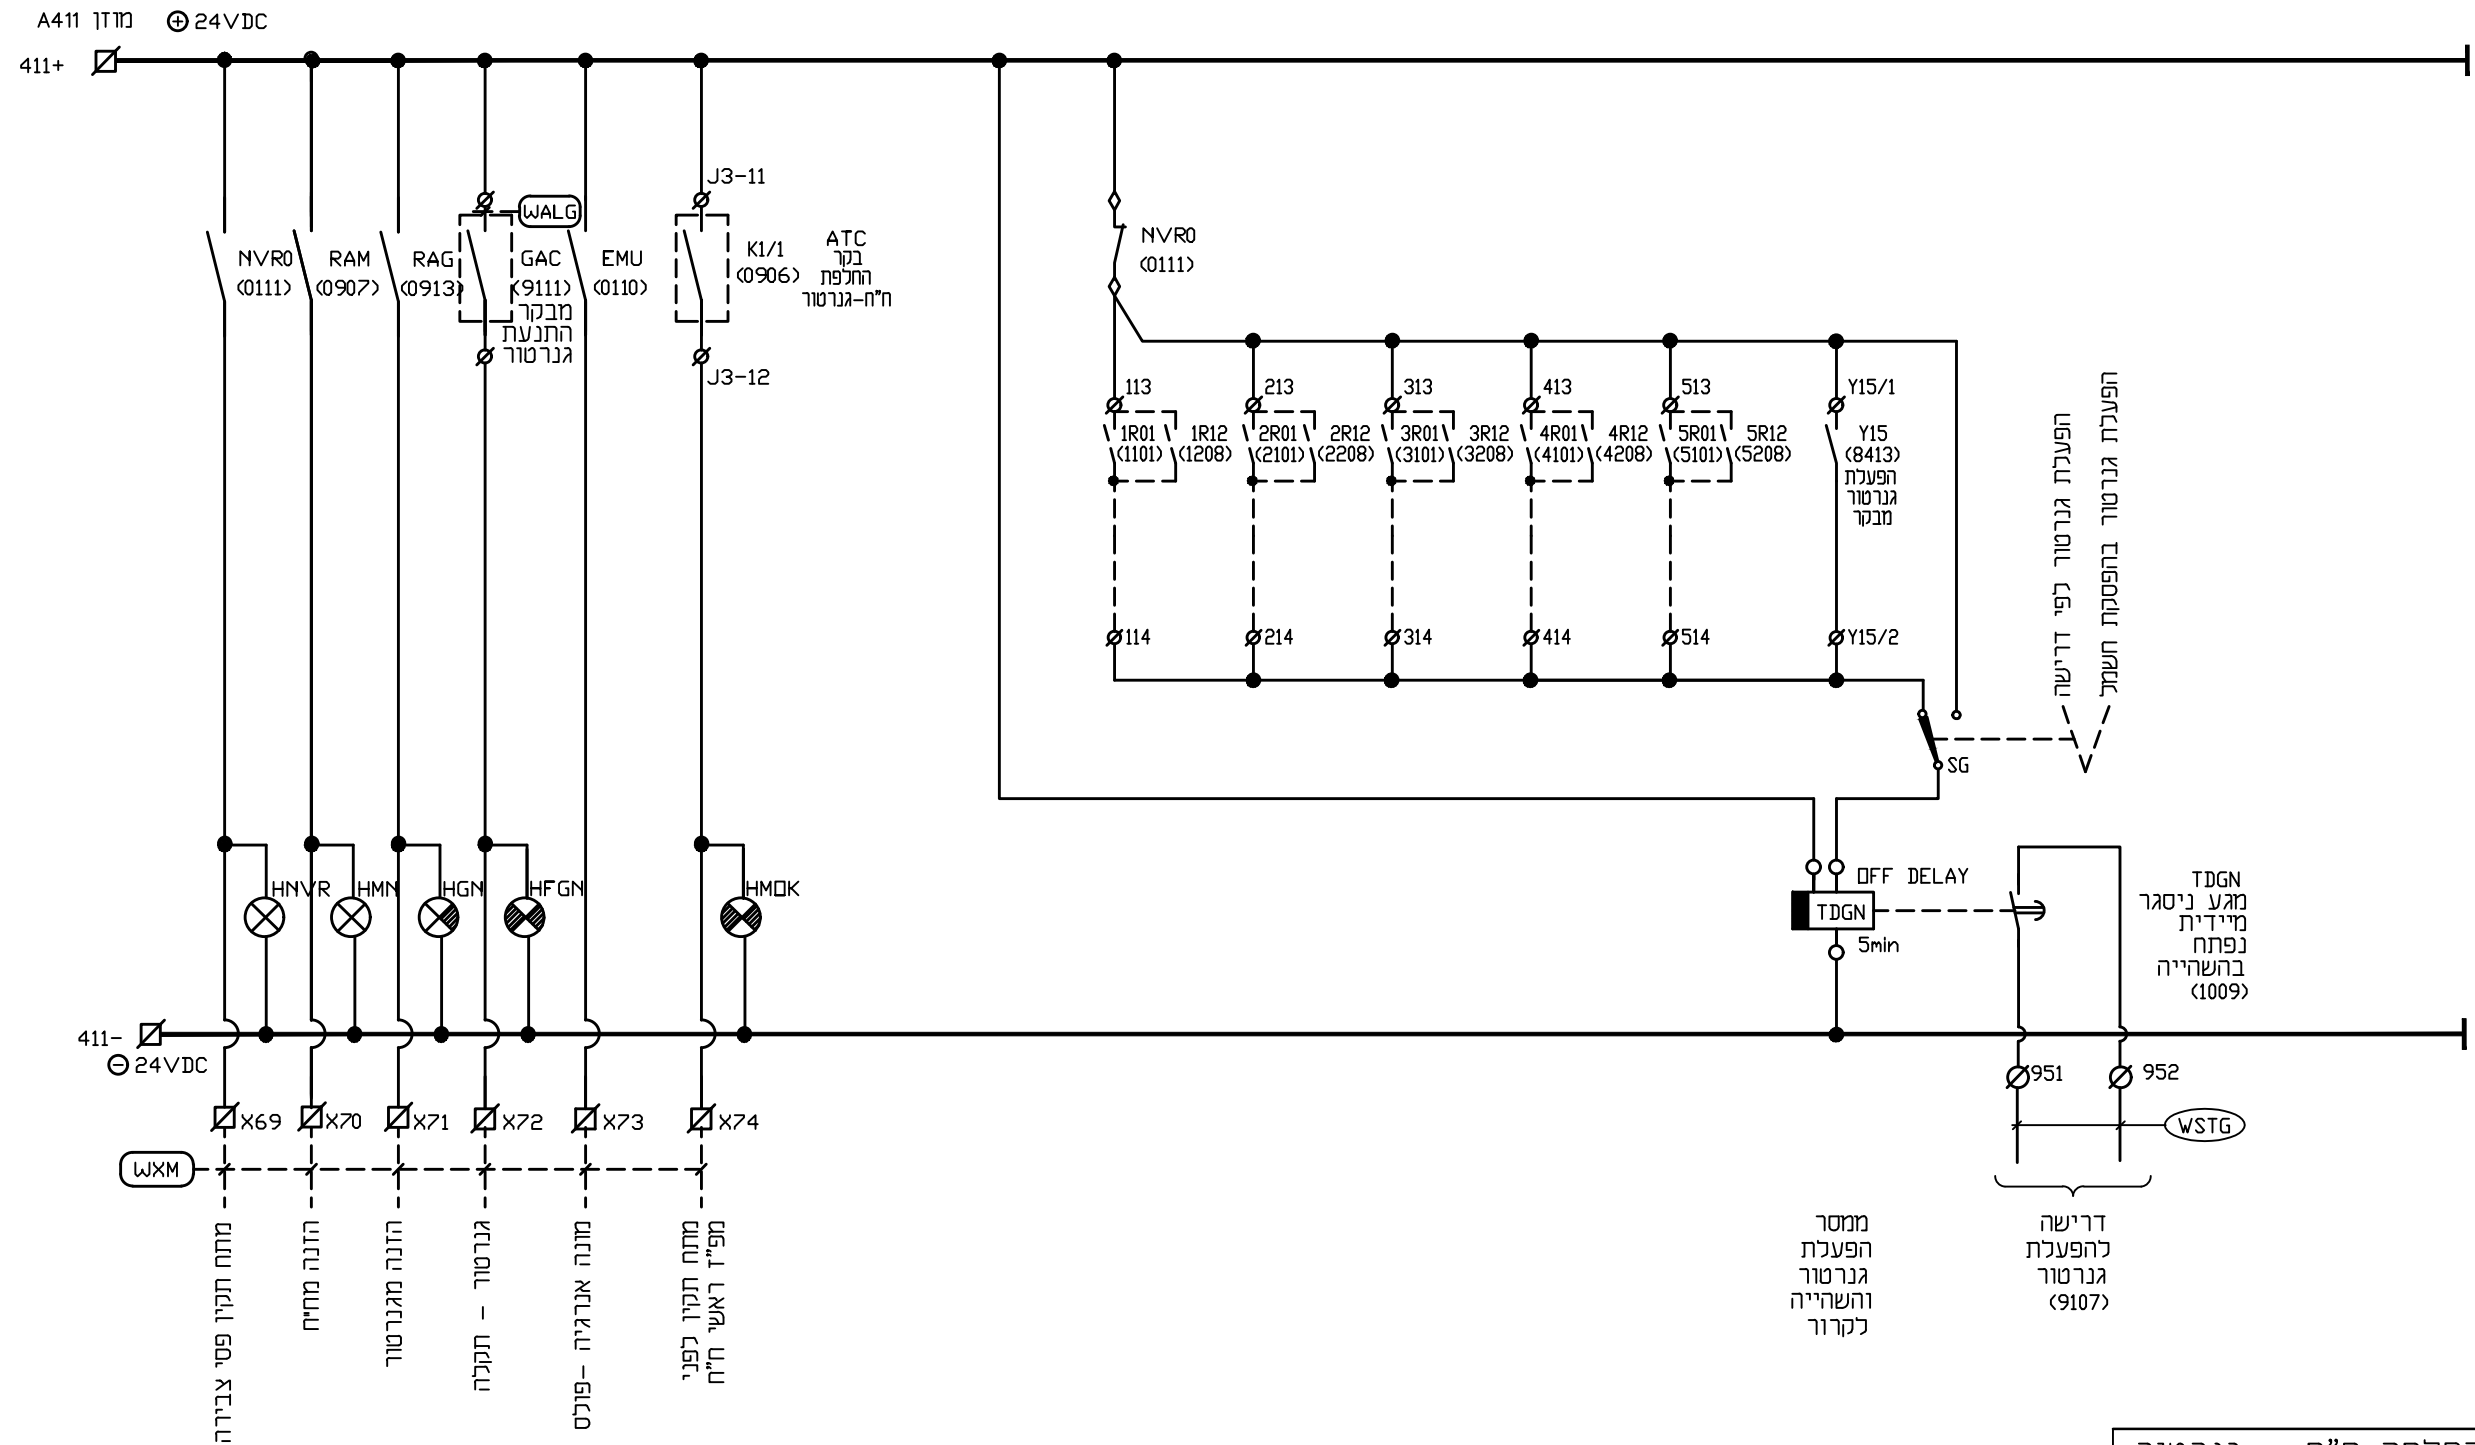 A411 מוזן
⊕ 24VDC
411+
J3-11
WALG
NVR0
(0111)
RAM
(0907)
RAG
(0913)
GAC
(9111)
מבקר
התנעת
גנרטור
EMU
(0110)
K1/1
(0906)
ATC
בקר
החלפת
ח"ח-גנרטור
J3-12
NVR0
(0111)
113
213
313
413
513
Y15/1
1R01
(1101)
1R12
(1208)
2R01
(2101)
2R12
(2208)
3R01
(3101)
3R12
(3208)
4R01
(4101)
4R12
(4208)
5R01
(5101)
5R12
(5208)
Y15
(8413)
הפעלת
גנרטור
מבקר
114
214
314
414
514
Y15/2
הפעלת גנרטור לפי דרישה
הפעלת גנרטור בהפסקת חשמל
SG
HNVR
HMN
HGN
HFGN
HMOK
OFF DELAY
TDGN
5min
TDGN
מגע ניסגר
מיידית
נפתח
בהשהייה
(1009)
411-
⊖ 24VDC
X69
X70
X71
X72
X73
X74
951
952
WXM
WSTG
מתח תקין פסי צבירה
הזנה מח"ח
הזנה מגנרטור
גנרטור - תקלה
מונה אנרגיה -פולס
מתח תקין לפני
מפ"ז ראשי ח"ח
ממסר
הפעלת
גנרטור
והשהייה
לקרור
דרישה
להפעלת
גנרטור
(9107)